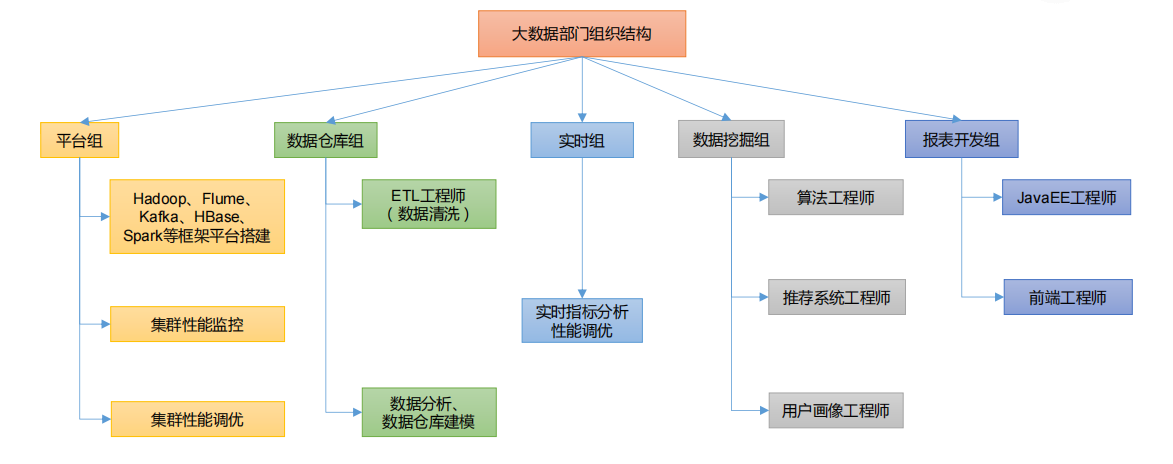 大数据部门组织结构
平台组
Hadoop、Flume、
Kafka、HBase、
Spark等框架平台搭建
集群性能监控
集群性能调优
数据仓库组
ETL工程师
（数据清洗）
数据分析、
数据仓库建模
实时组
实时指标分析
性能调优
数据挖掘组
算法工程师
推荐系统工程师
用户画像工程师
报表开发组
JavaEE工程师
前端工程师